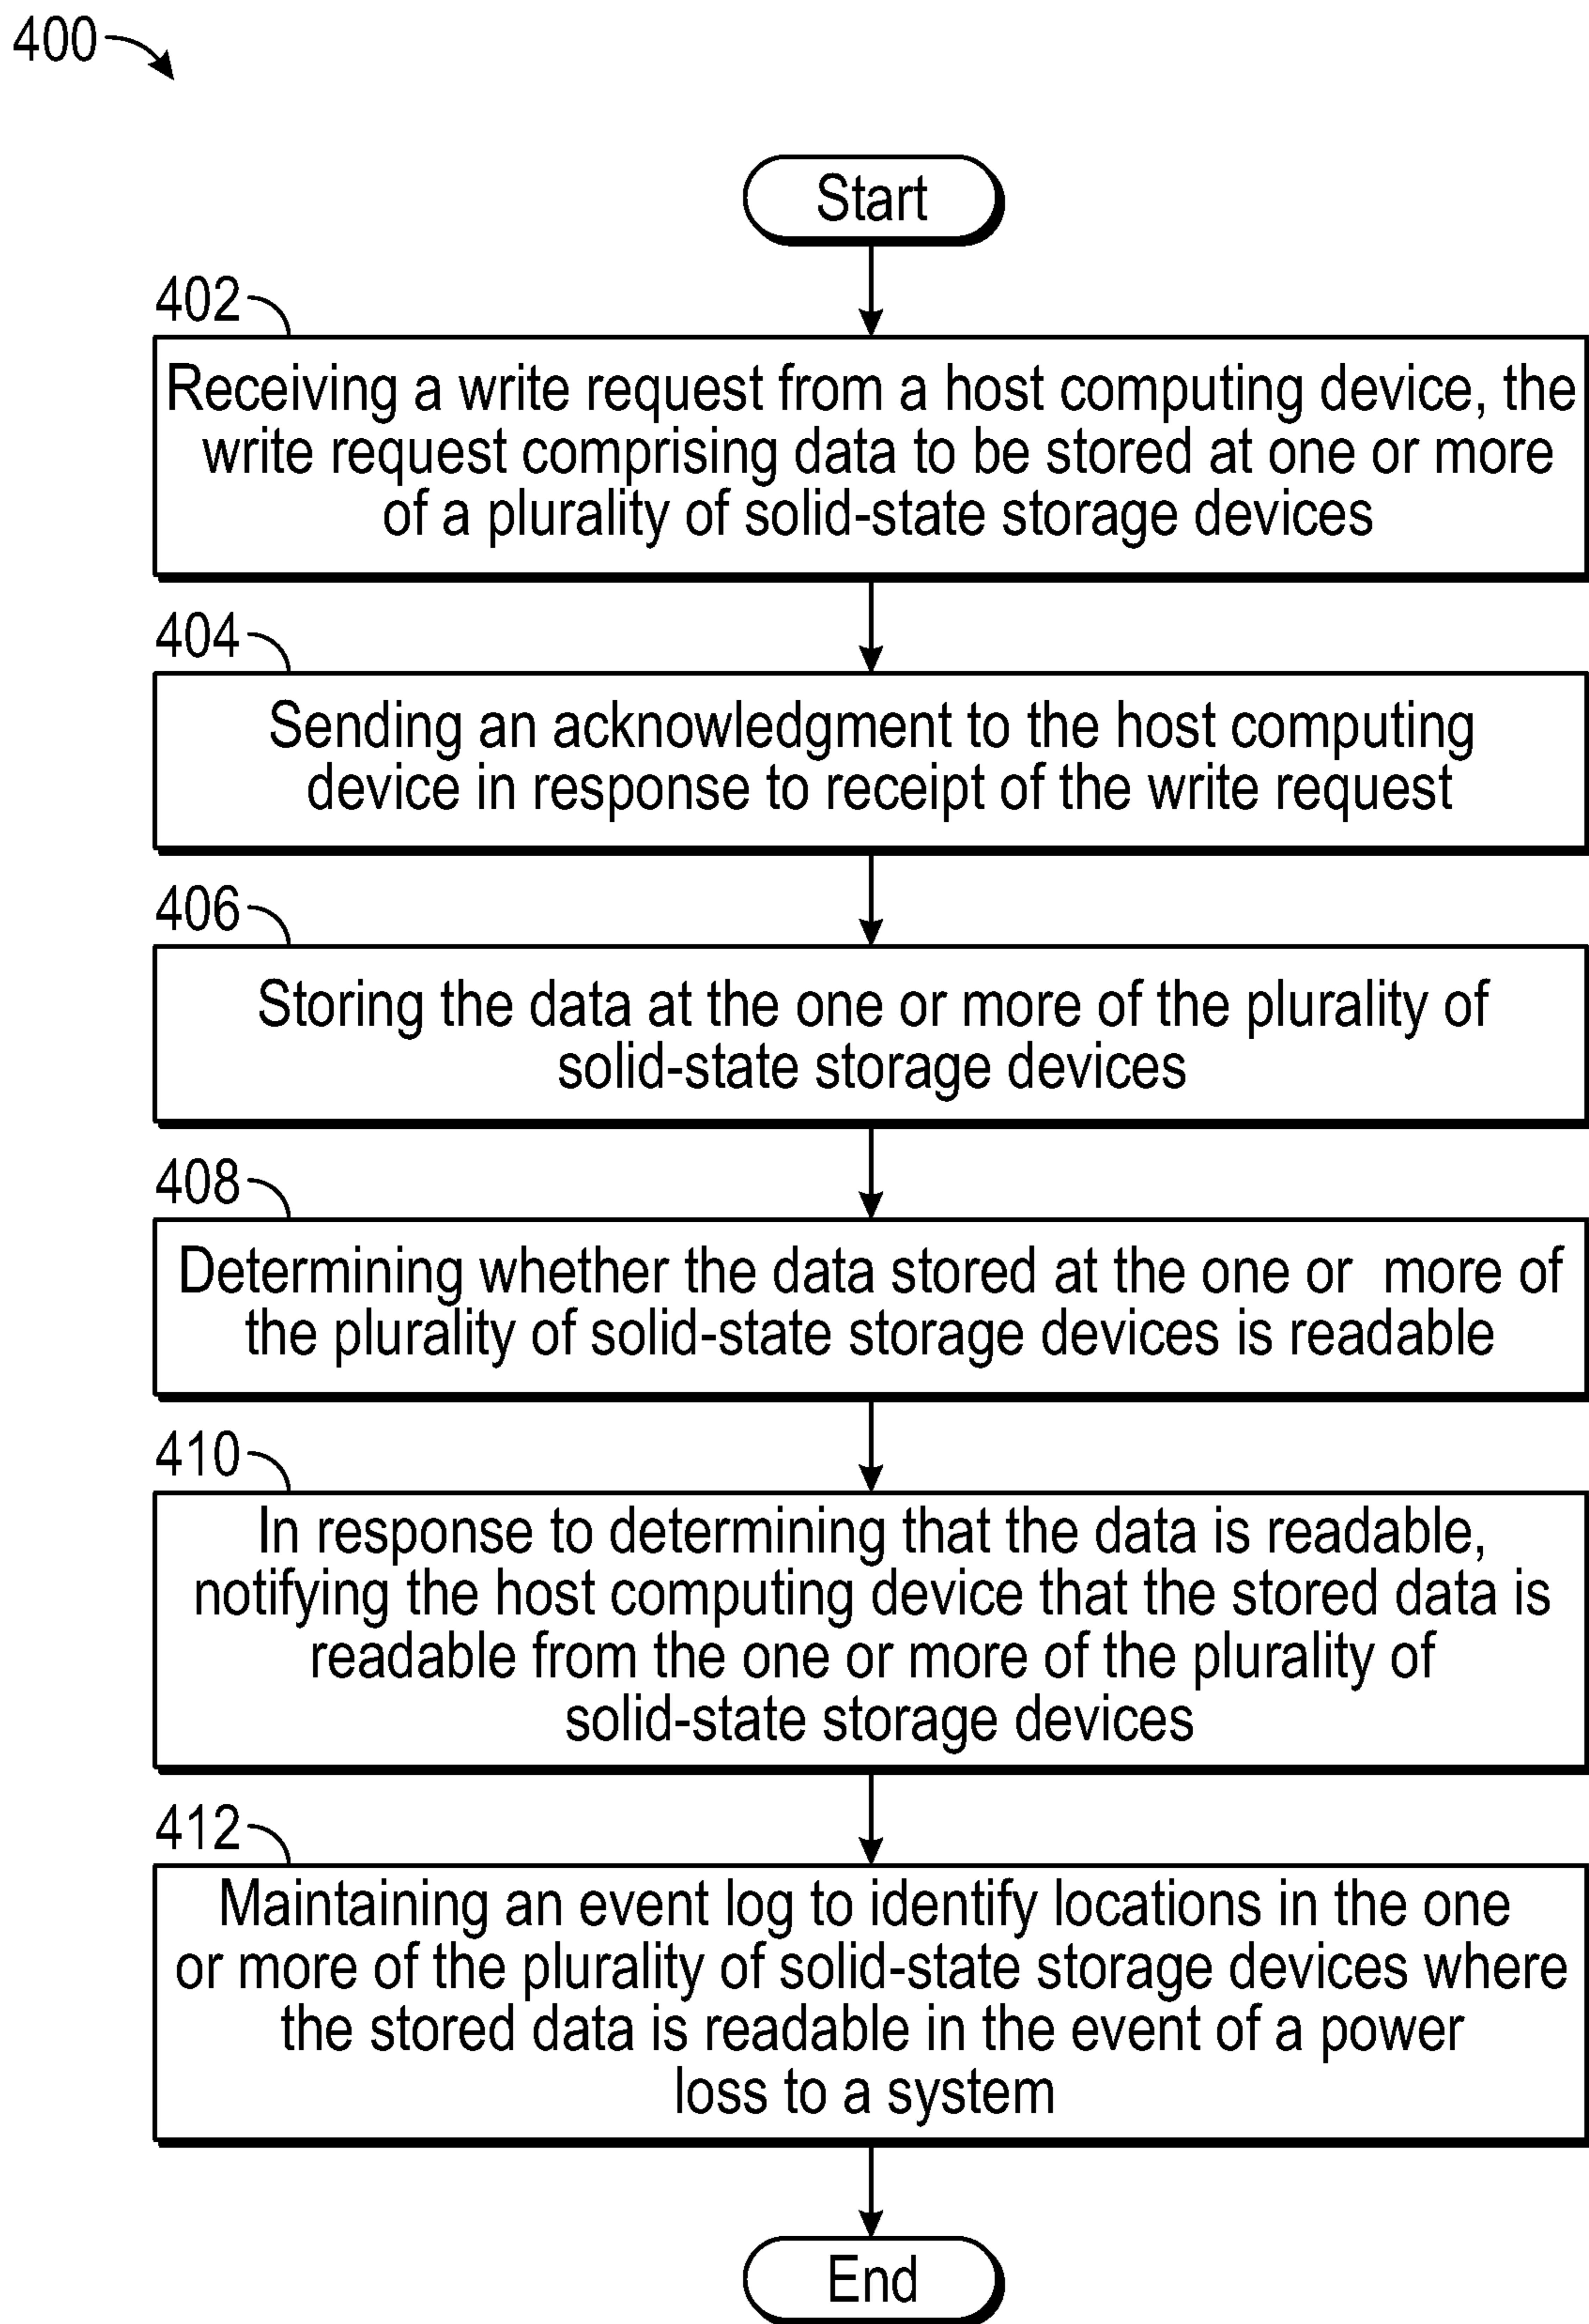 400
Start
402
Receiving a write request from a host computing device, the
write request comprising data to be stored at one or more
of a plurality of solid-state storage devices
404
Sending an acknowledgment to the host computing
device in response to receipt of the write request
406
Storing the data at the one or more of the plurality of
solid-state storage devices
408
Determining whether the data stored at the one or more of
the plurality of solid-state storage devices is readable
410
In response to determining that the data is readable,
notifying the host computing device that the stored data is
readable from the one or more of the plurality of
solid-state storage devices
412
Maintaining an event log to identify locations in the one
or more of the plurality of solid-state storage devices where
the stored data is readable in the event of a power
loss to a system
End